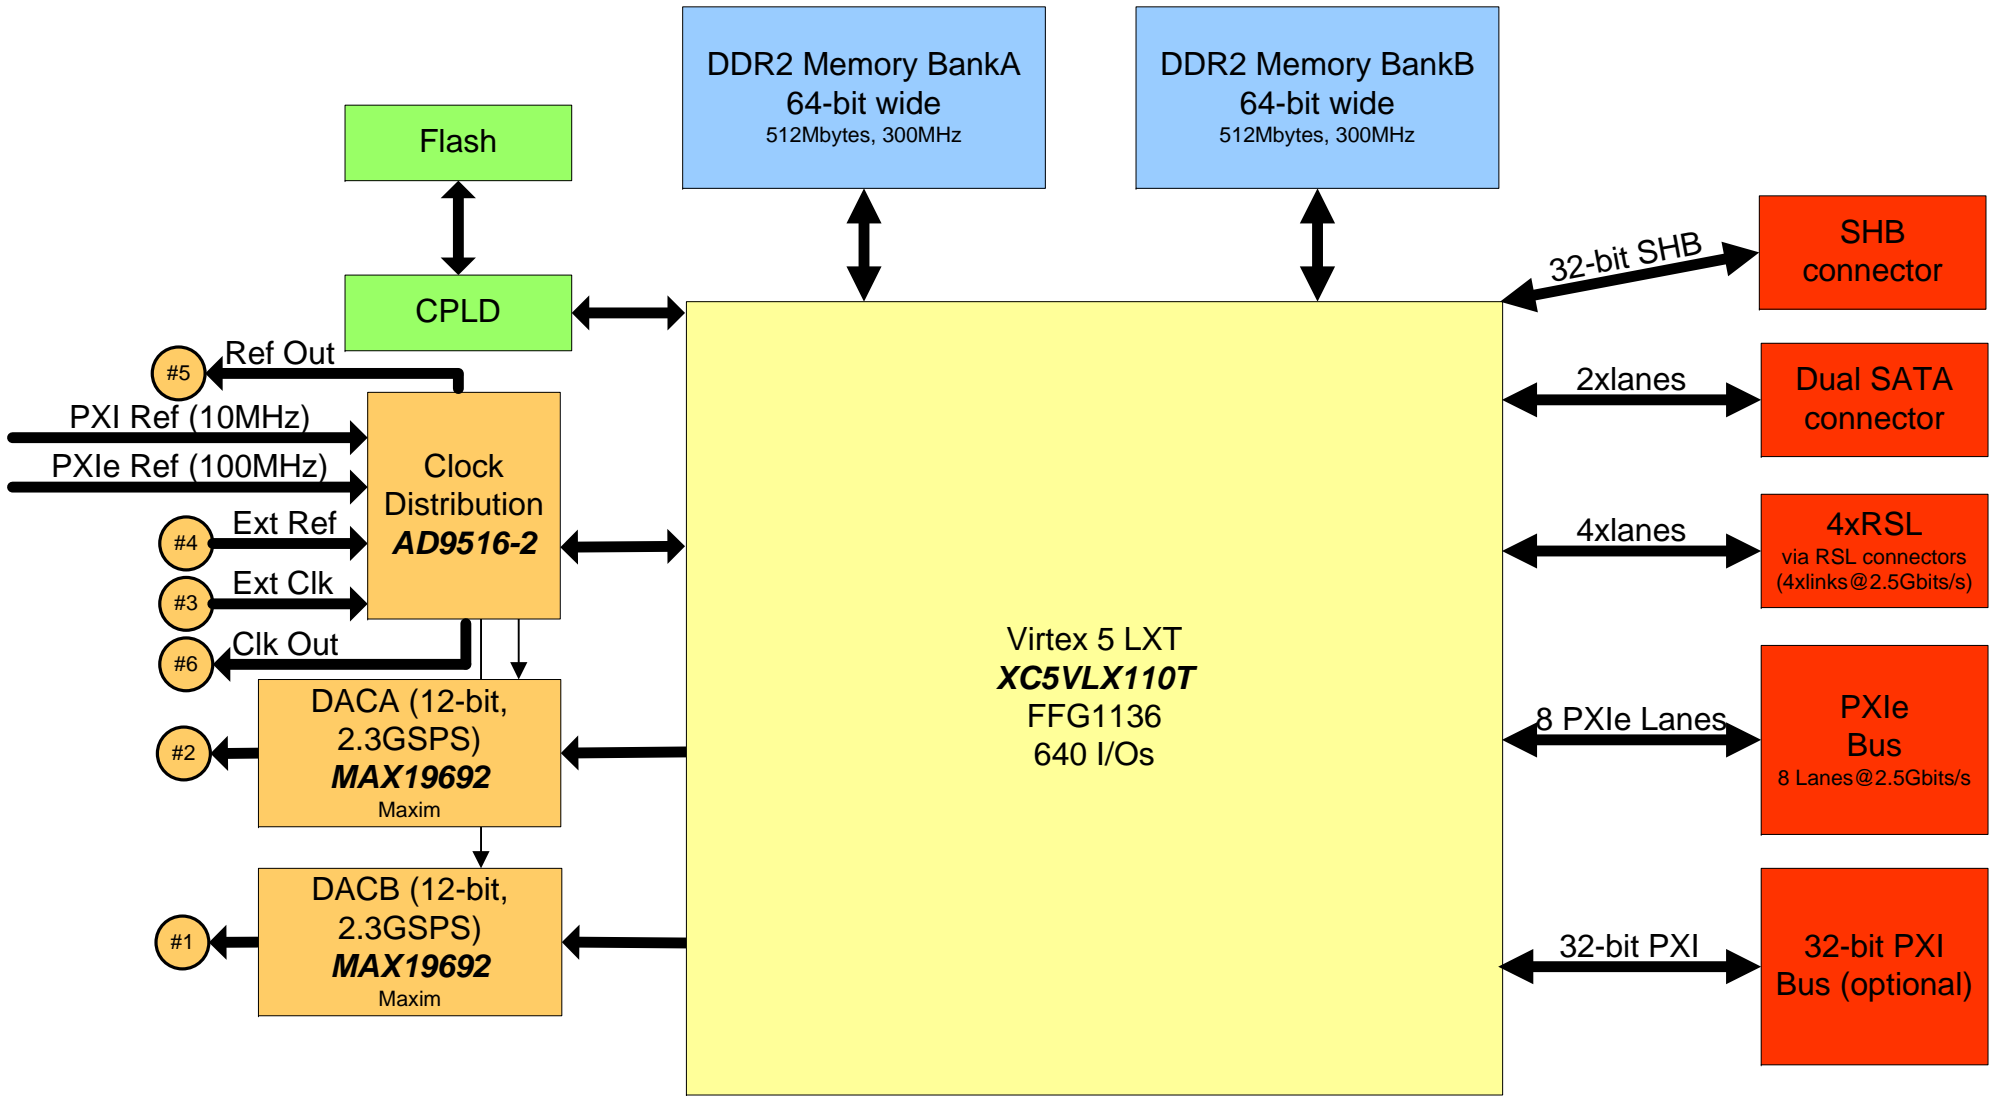 DDR2 Memory BankA
64-bit wide
512Mbytes, 300MHz
DDR2 Memory BankB
64-bit wide
512Mbytes, 300MHz
Flash
CPLD
SHB
connector
32-bit SHB
Ref Out
#5
PXI Ref (10MHz)
PXIe Ref (100MHz)
Ext Ref
#4
Ext Clk
#3
Clk Out
#6
Clock
Distribution
AD9516-2
2xlanes
Dual SATA
connector
4xlanes
4xRSL
via RSL connectors
(4xlinks@2.5Gbits/s)
Virtex 5 LXT
XC5VLX110T
FFG1136
640 I/Os
8 PXIe Lanes
PXIe
Bus
8 Lanes@2.5Gbits/s
DACA (12-bit,
2.3GSPS)
MAX19692
Maxim
#2
DACB (12-bit,
2.3GSPS)
MAX19692
Maxim
#1
32-bit PXI
32-bit PXI
Bus (optional)